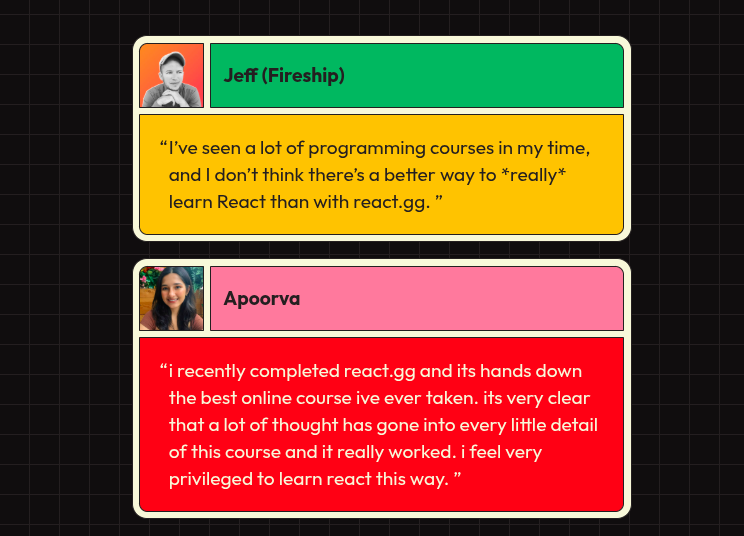 Jeff (Fireship)
“I’ve seen a lot of programming courses in my time,
and I don’t think there’s a better way to *really*
learn React than with react.gg. ”
Apoorva
“i recently completed react.gg and its hands down
the best online course ive ever taken. its very clear
that a lot of thought has gone into every little detail
of this course and it really worked. i feel very
privileged to learn react this way. ”